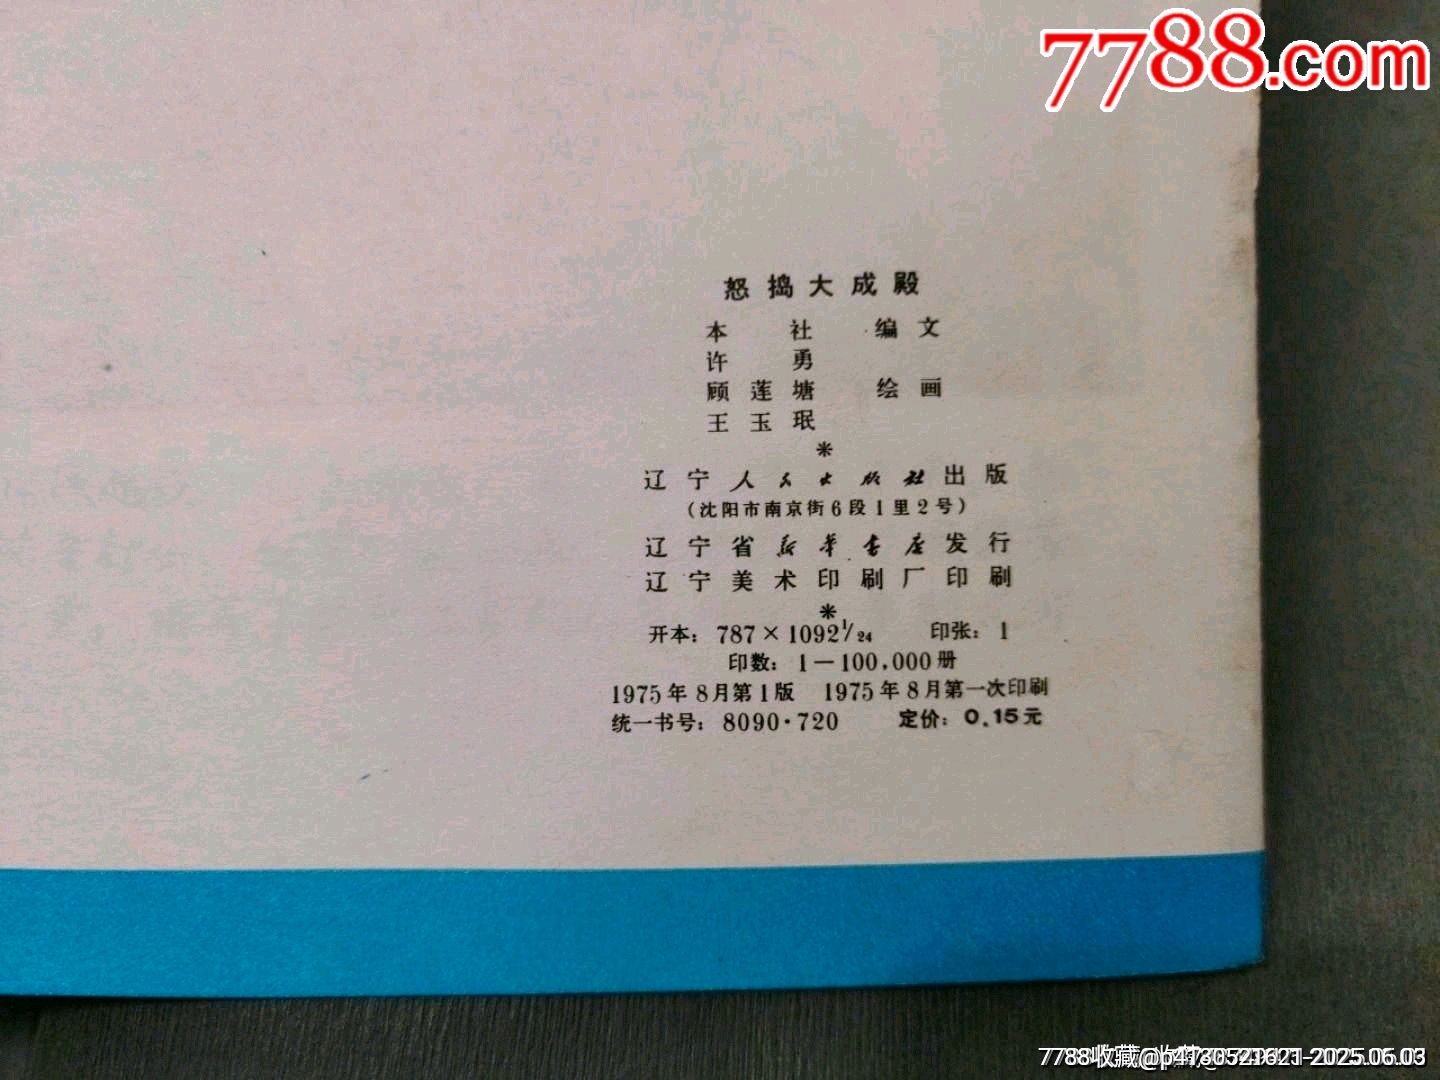 7788.com
怒捣大成殿
本社 编文
许勇
顾莲塘 绘画
王玉珉
*
辽宁人民出版社出版
(沈阳市南京街6段1里2号)
辽宁省新华书店发行
辽宁美术印刷厂印刷
*
开本：787×1092 1/24 印张：1
印数：1—100,000册
1975年8月第1版 1975年8月第一次印刷
统一书号：8090·720 定价：0.15元
7788收藏@p4730521621-2025.06.03